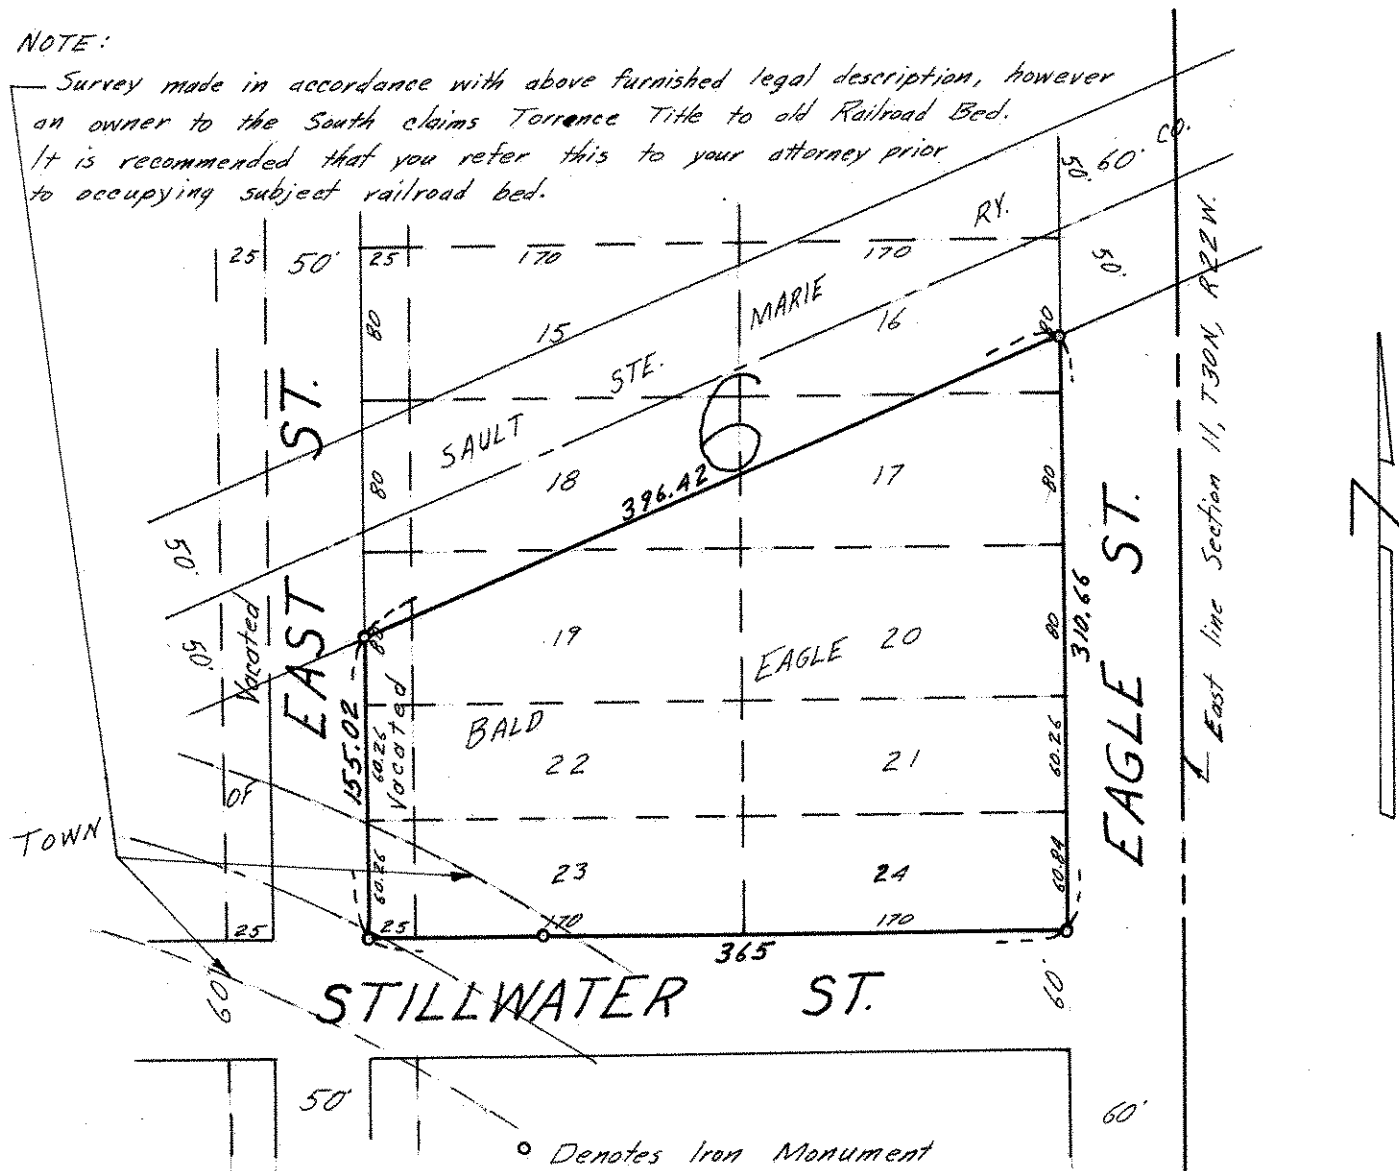 NOTE:
Survey made in accordance with above furnished legal description, however
an owner to the South claims Torrence Title to old Railroad Bed.
It is recommended that you refer this to your attorney prior
to occupying subject railroad bed.
50' 60' CO.
RY.
25 50' 25 170 170 50'
MARIE
80 15 16 80
STE.
SAULT
6
ST.
80 18 396.42 17 80
50'
ST.
East line Section 11, T30N, R22W.
Vacated
EAST
50'
80 19 EAGLE 20 80
310.66
155.02
60.26
Vacated
BALD
22 21 60.26
EAGLE
OF
TOWN
60.26 23 24 60.84
25 25 170 170
365
60' STILLWATER ST. 60'
50' 60'
Denotes Iron Monument